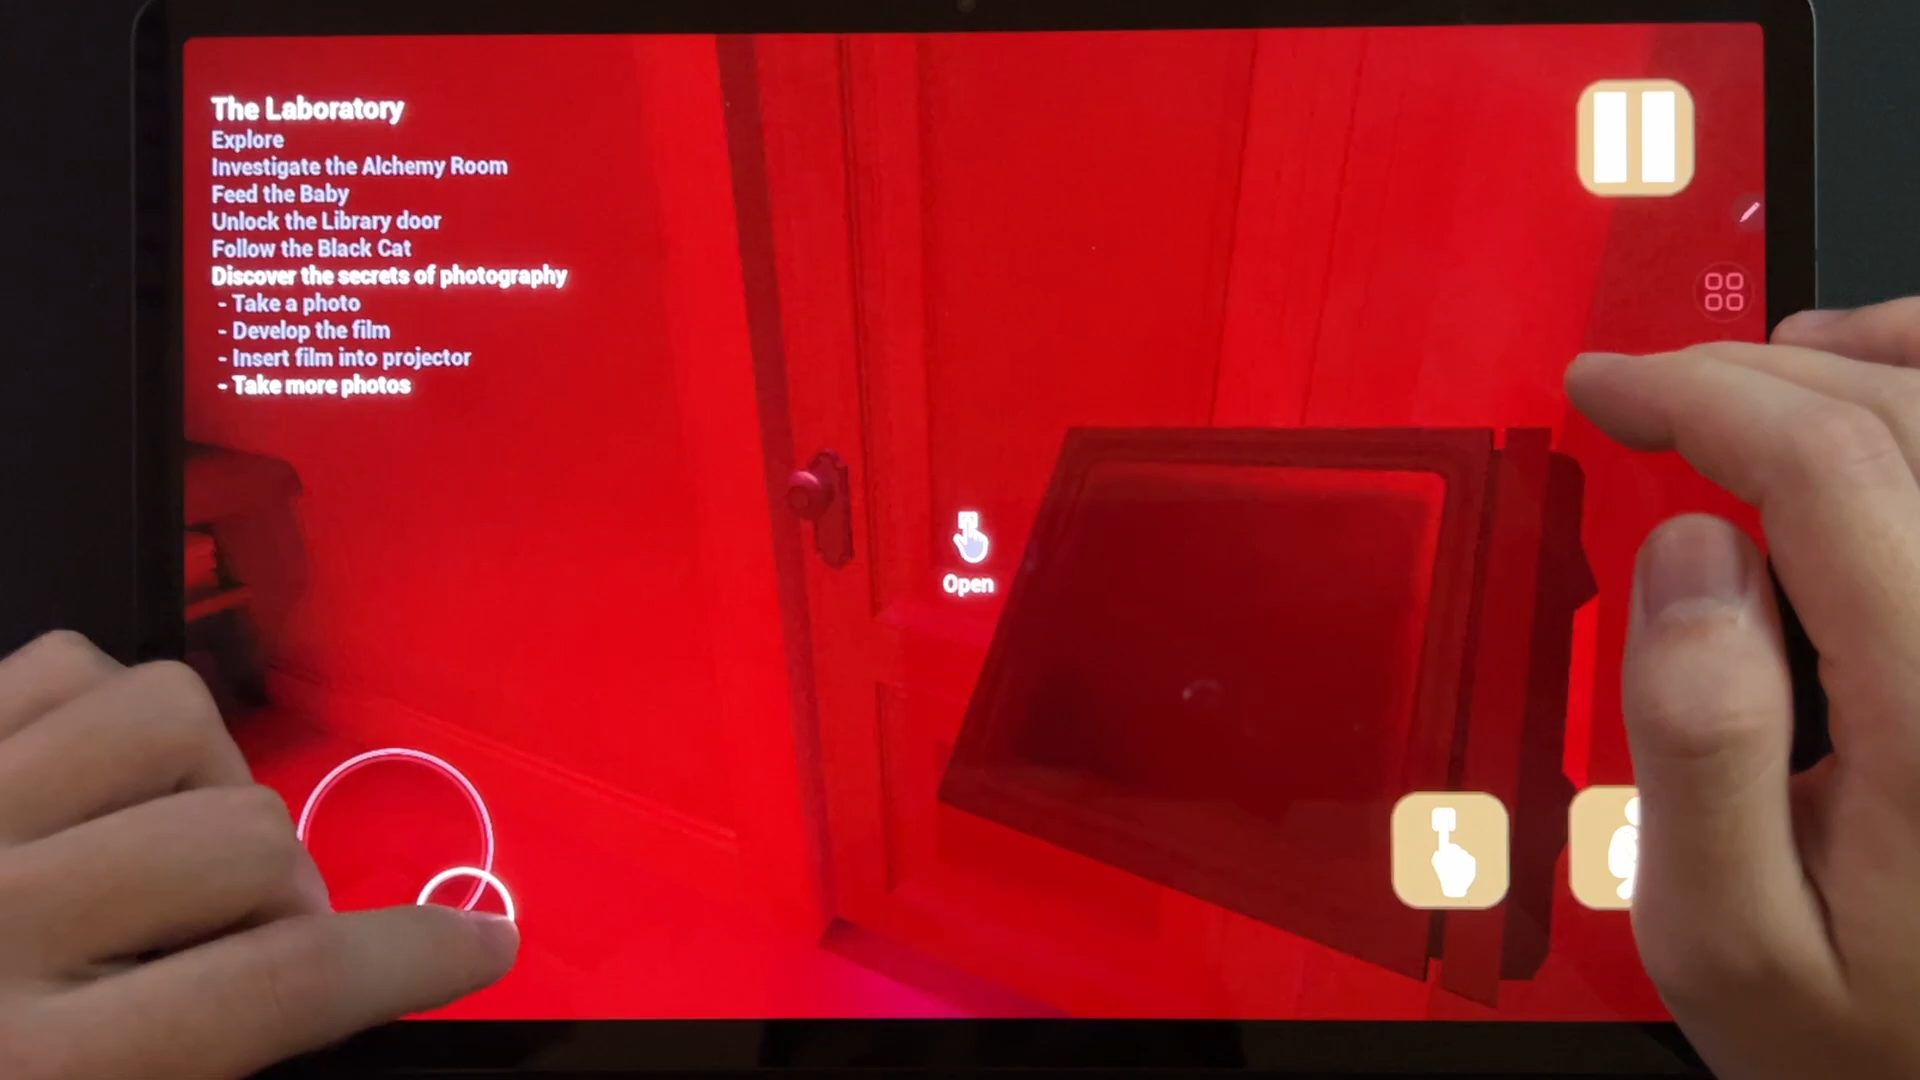 The Laboratory
Explore
Investigate the Alchemy Room
Feed the Baby
Unlock the Library door
Follow the Black Cat
Discover the secrets of photography
- Take a photo
- Develop the film
- Insert film into projector
- Take more photos
Open